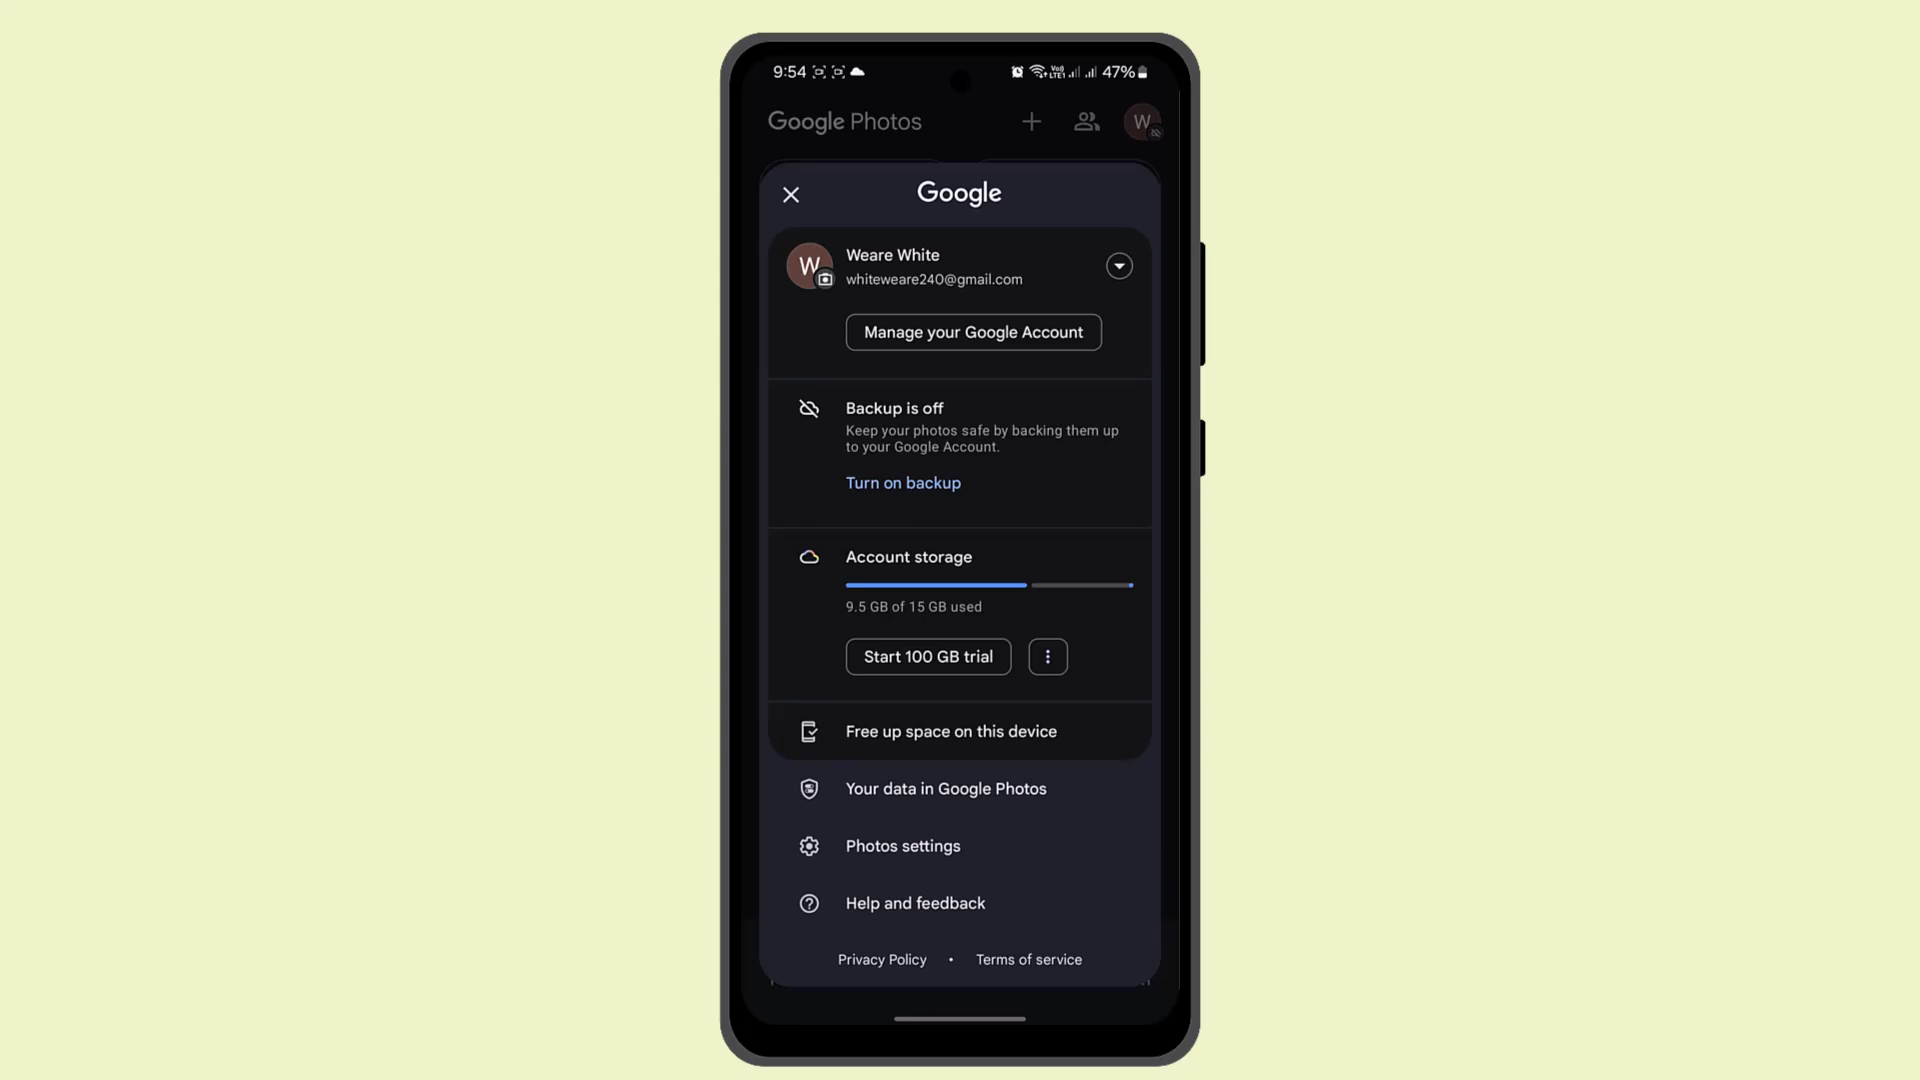 9:54 47%
Google Photos
W
Google
W
Weare White
whiteweare240@gmail.com
Manage your Google Account
Backup is off
Keep your photos safe by backing them up
to your Google Account.
Turn on backup
Account storage
9.5 GB of 15 GB used
Start 100 GB trial
Free up space on this device
Your data in Google Photos
Photos settings
Help and feedback
Privacy Policy • Terms of service